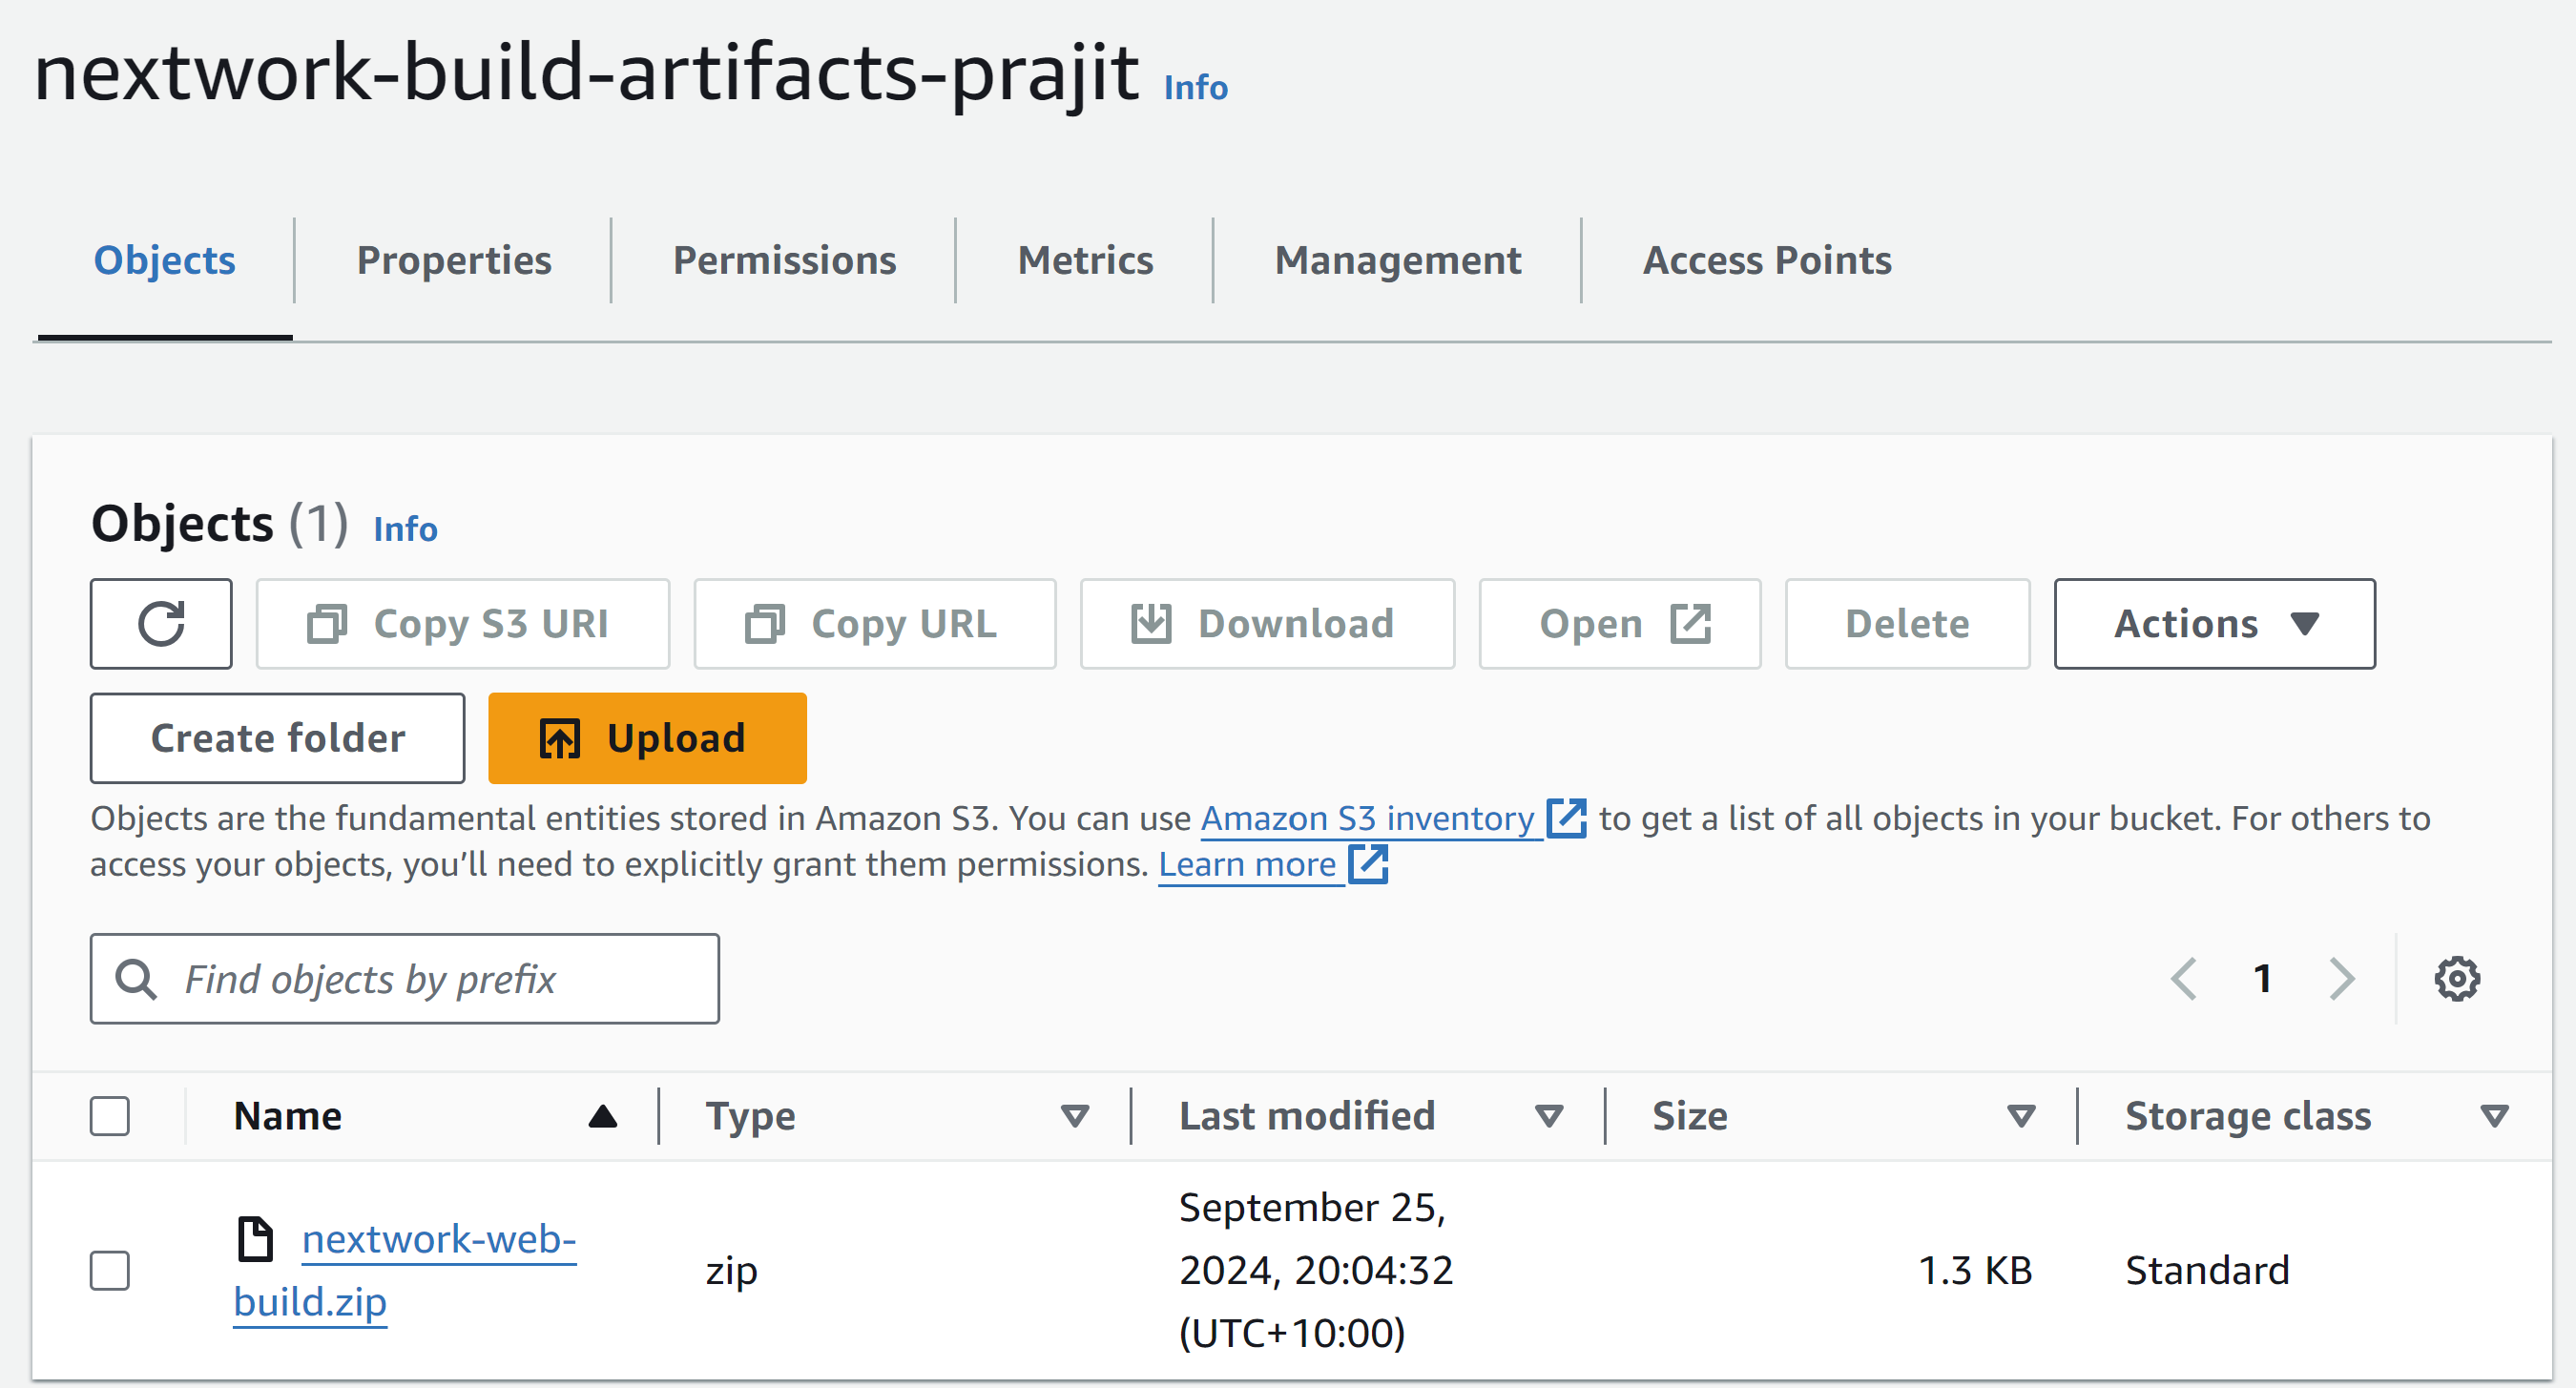 nextwork-build-artifacts-prajit Info
Objects Properties Permissions Metrics Management Access Points
Objects (1) Info
Copy S3 URI Copy URL Download Open Delete Actions
Create folder Upload
Objects are the fundamental entities stored in Amazon S3. You can use Amazon S3 inventory to get a list of all objects in your bucket. For others to
access your objects, you’ll need to explicitly grant them permissions. Learn more
Find objects by prefix 1
Name Type Last modified Size Storage class
nextwork-web-
build.zip
zip
September 25,
2024, 20:04:32
(UTC+10:00)
1.3 KB
Standard